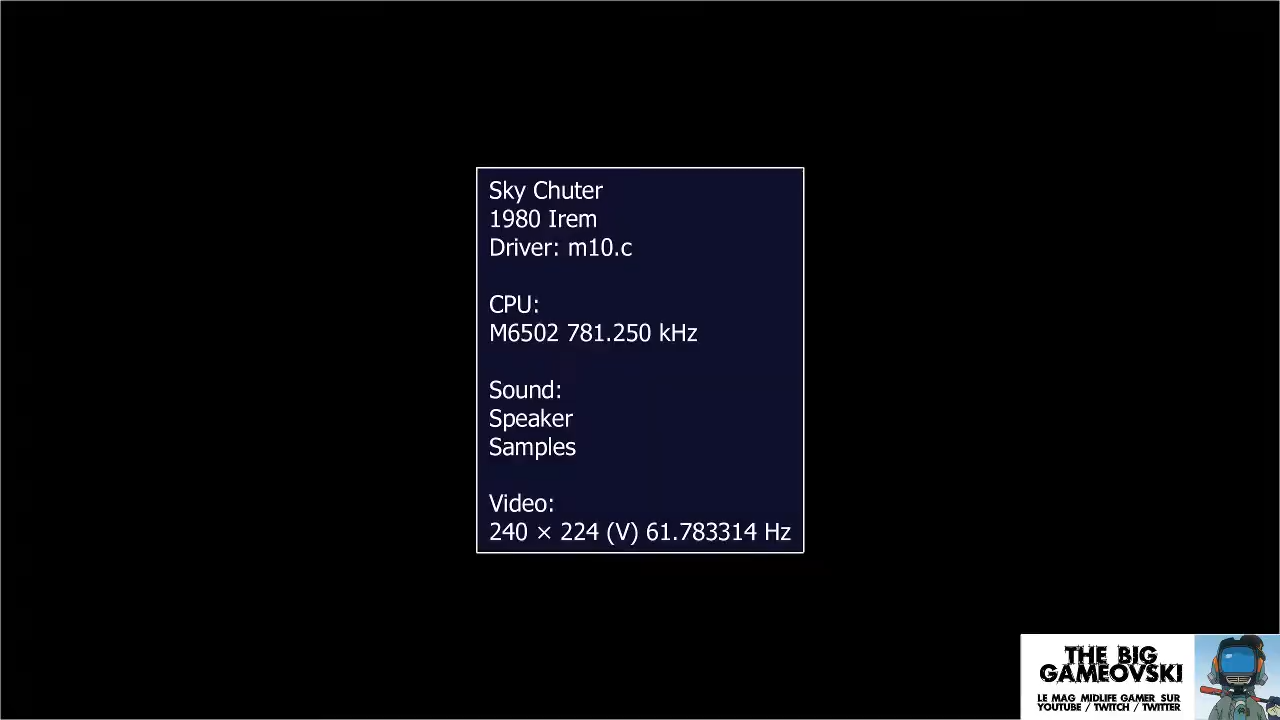 Sky Chuter
1980 Irem
Driver: m10.c
CPU:
M6502 781.250 kHz
Sound:
Speaker
Samples
Video:
240 × 224 (V) 61.783314 Hz
THE BIG
GAMEOVSKI
LE MAG MIDLIFE GAMER SUR
YOUTUBE / TWITCH / TWITTER